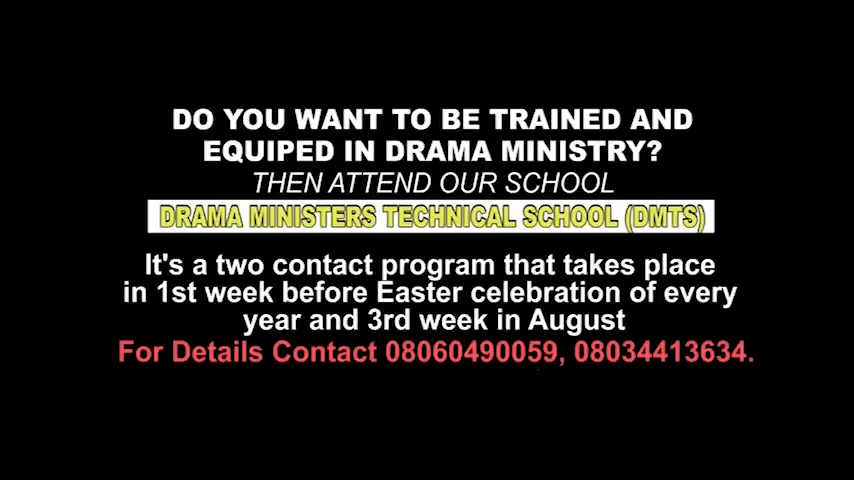 DO YOU WANT TO BE TRAINED AND
EQUIPED IN DRAMA MINISTRY?
THEN ATTEND OUR SCHOOL
DRAMA MINISTERS TECHNICAL SCHOOL (DMTS)
It's a two contact program that takes place
in 1st week before Easter celebration of every
year and 3rd week in August
For Details Contact 08060490059, 08034413634.